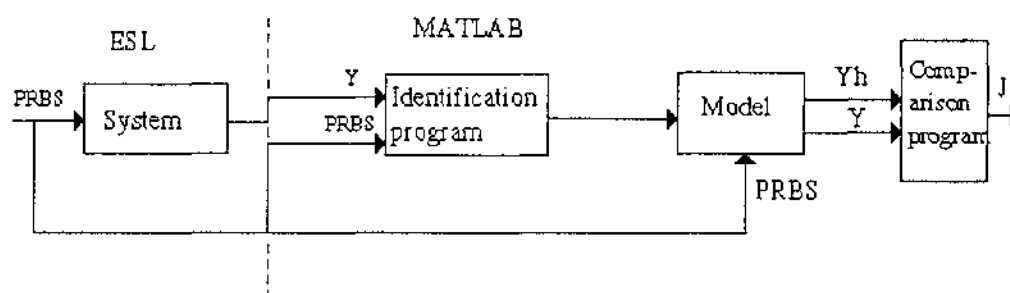 ESL
MATLAB
PRBS
System
Y
PRBS
Identification
program
Model
Yh
Y
PRBS
Comp-
arison
program
J